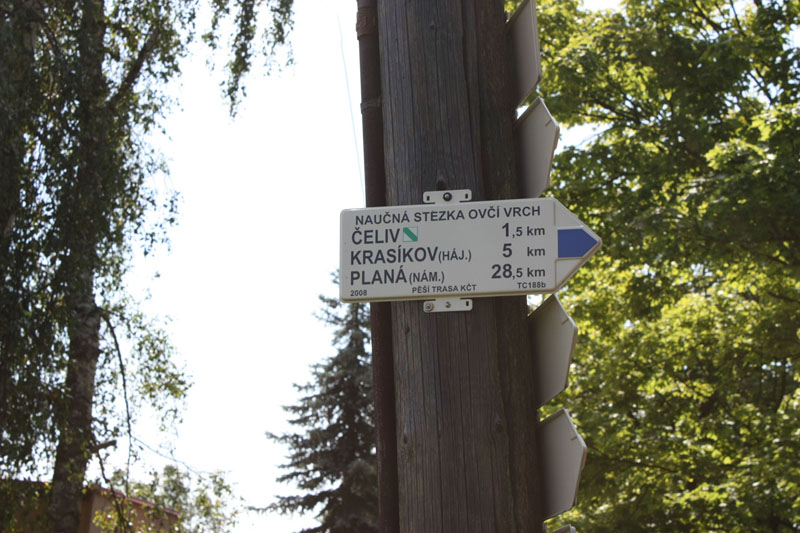 NAUČNÁ STEZKA OVČÍ VRCH
ČELIV 1,5 km
KRASÍKOV (HÁJ.) 5 km
PLANÁ (NÁM.) 28,5 km
2008 PĚŠÍ TRASA KČT TC188b